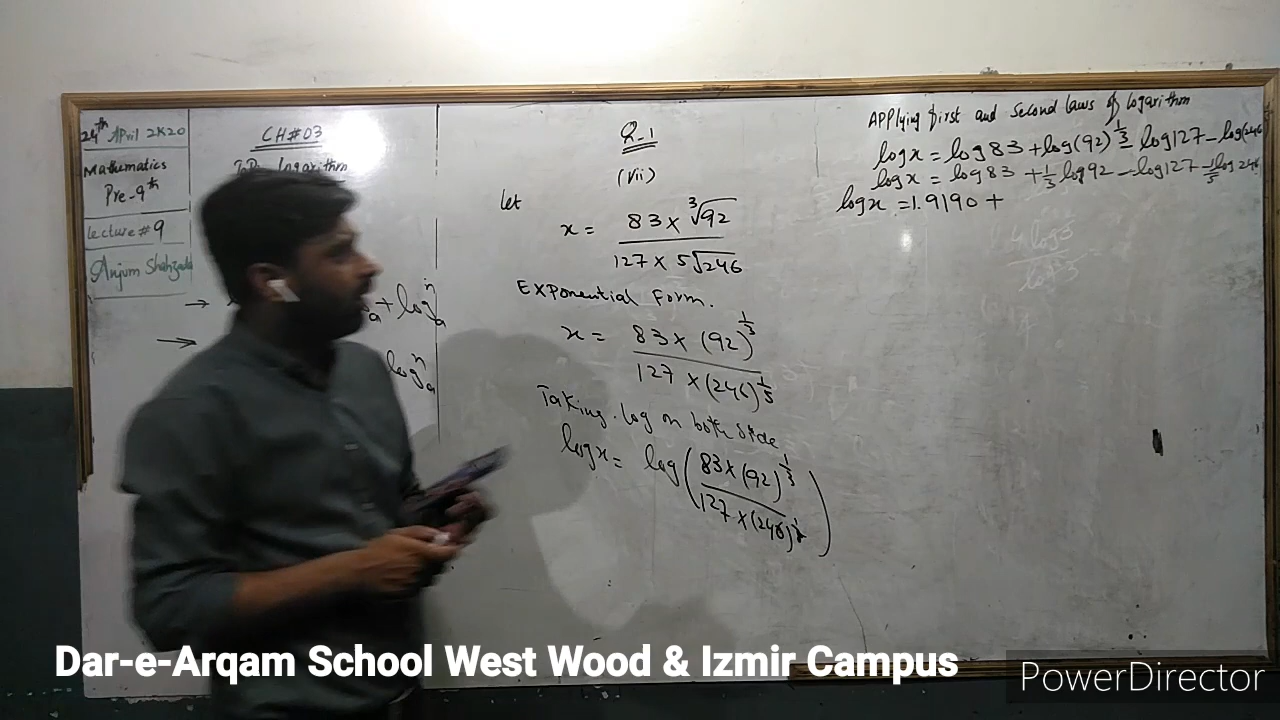 24th April 2K20
Mathematics
Pre-9th
Lecture # 9
Anjum Shahzad
CH # 03
Logarithm
→
a + log n a
→
log n a
Q-1
(vii)
let
x = 83 × ∛92 / 127 × 5√246
Exponential Form.
x = 83 × (92)^1/3 / 127 × (246)^1/5
Taking log on both side
log x = log ( 83 × (92)^1/3 / 127 × (246)
Applying first and Second Laws of Logarithm
log x = log 83 + log (92)^1/3 − log 127 − log (246
log x = log 83 + 1/3 log 92 − log 127 − 1/5 log 246
log x = 1.9190 +
Dar-e-Arqam School West Wood & Izmir Campus
PowerDirector